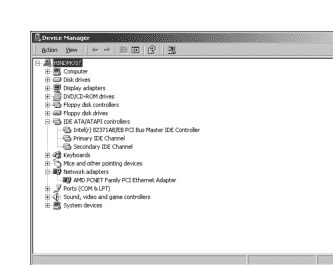 Device Manager
Action View
HINDMOST
Computer
Disk drives
Display adapters
DVD/CD-ROM drives
Floppy disk controllers
Floppy disk drives
IDE ATA/ATAPI controllers
Intel(r) 82371AB/EB PCI Bus Master IDE Controller
Primary IDE Channel
Secondary IDE Channel
Keyboards
Mice and other pointing devices
Network adapters
AMD PCNET Family PCI Ethernet Adapter
Ports (COM & LPT)
Sound, video and game controllers
System devices